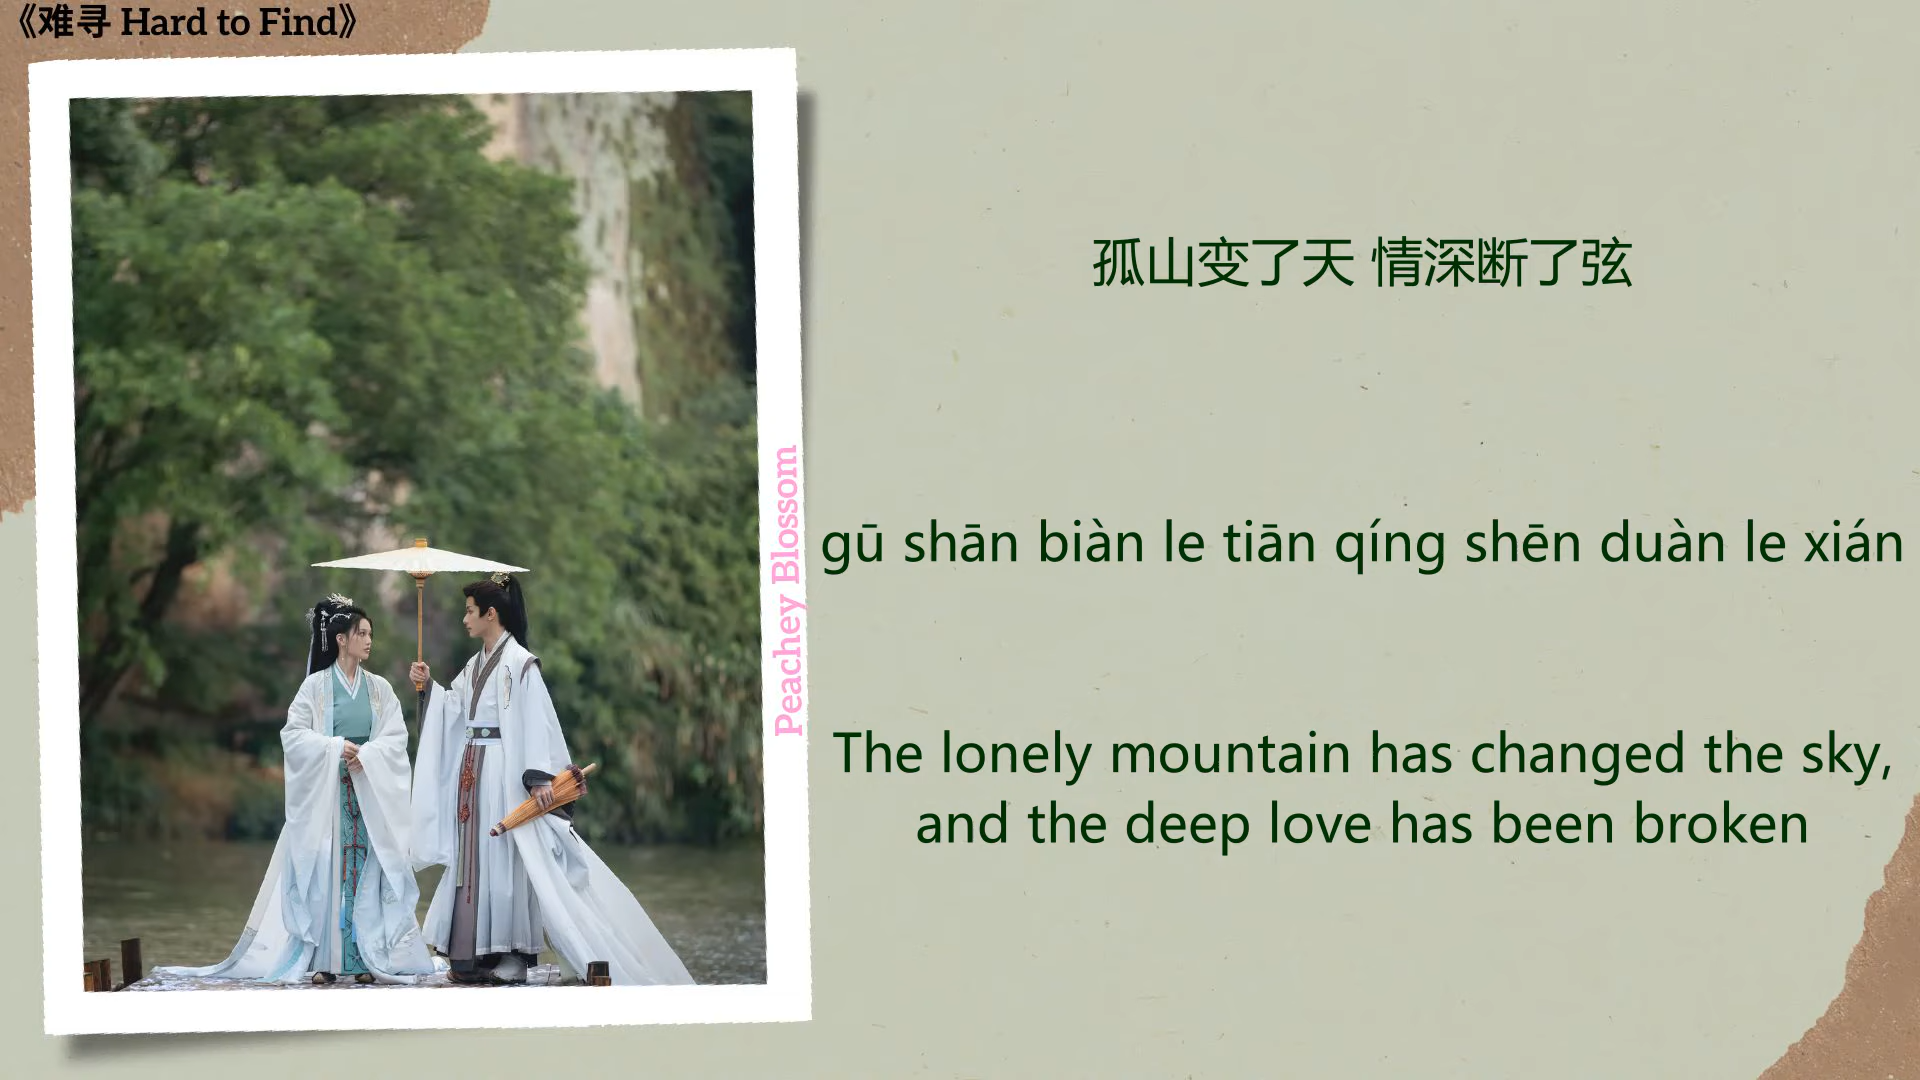 《难寻 Hard to Find》
孤山变了天 情深断了弦
Peachey Blossom
gū shān biàn le tiān qíng shēn duàn le xián
The lonely mountain has changed the sky,
and the deep love has been broken